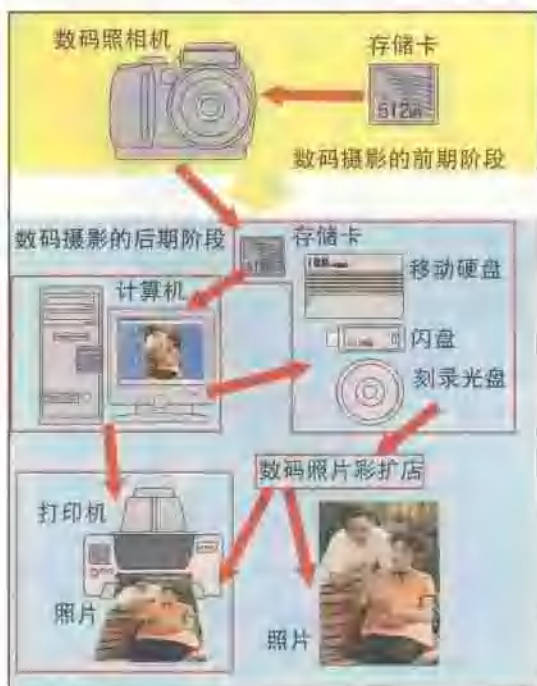 数码照相机
存储卡
512M
数码摄影的前期阶段
数码摄影的后期阶段
存储卡
移动硬盘
计算机
闪盘
刻录光盘
数码照片彩扩店
打印机
照片
照片